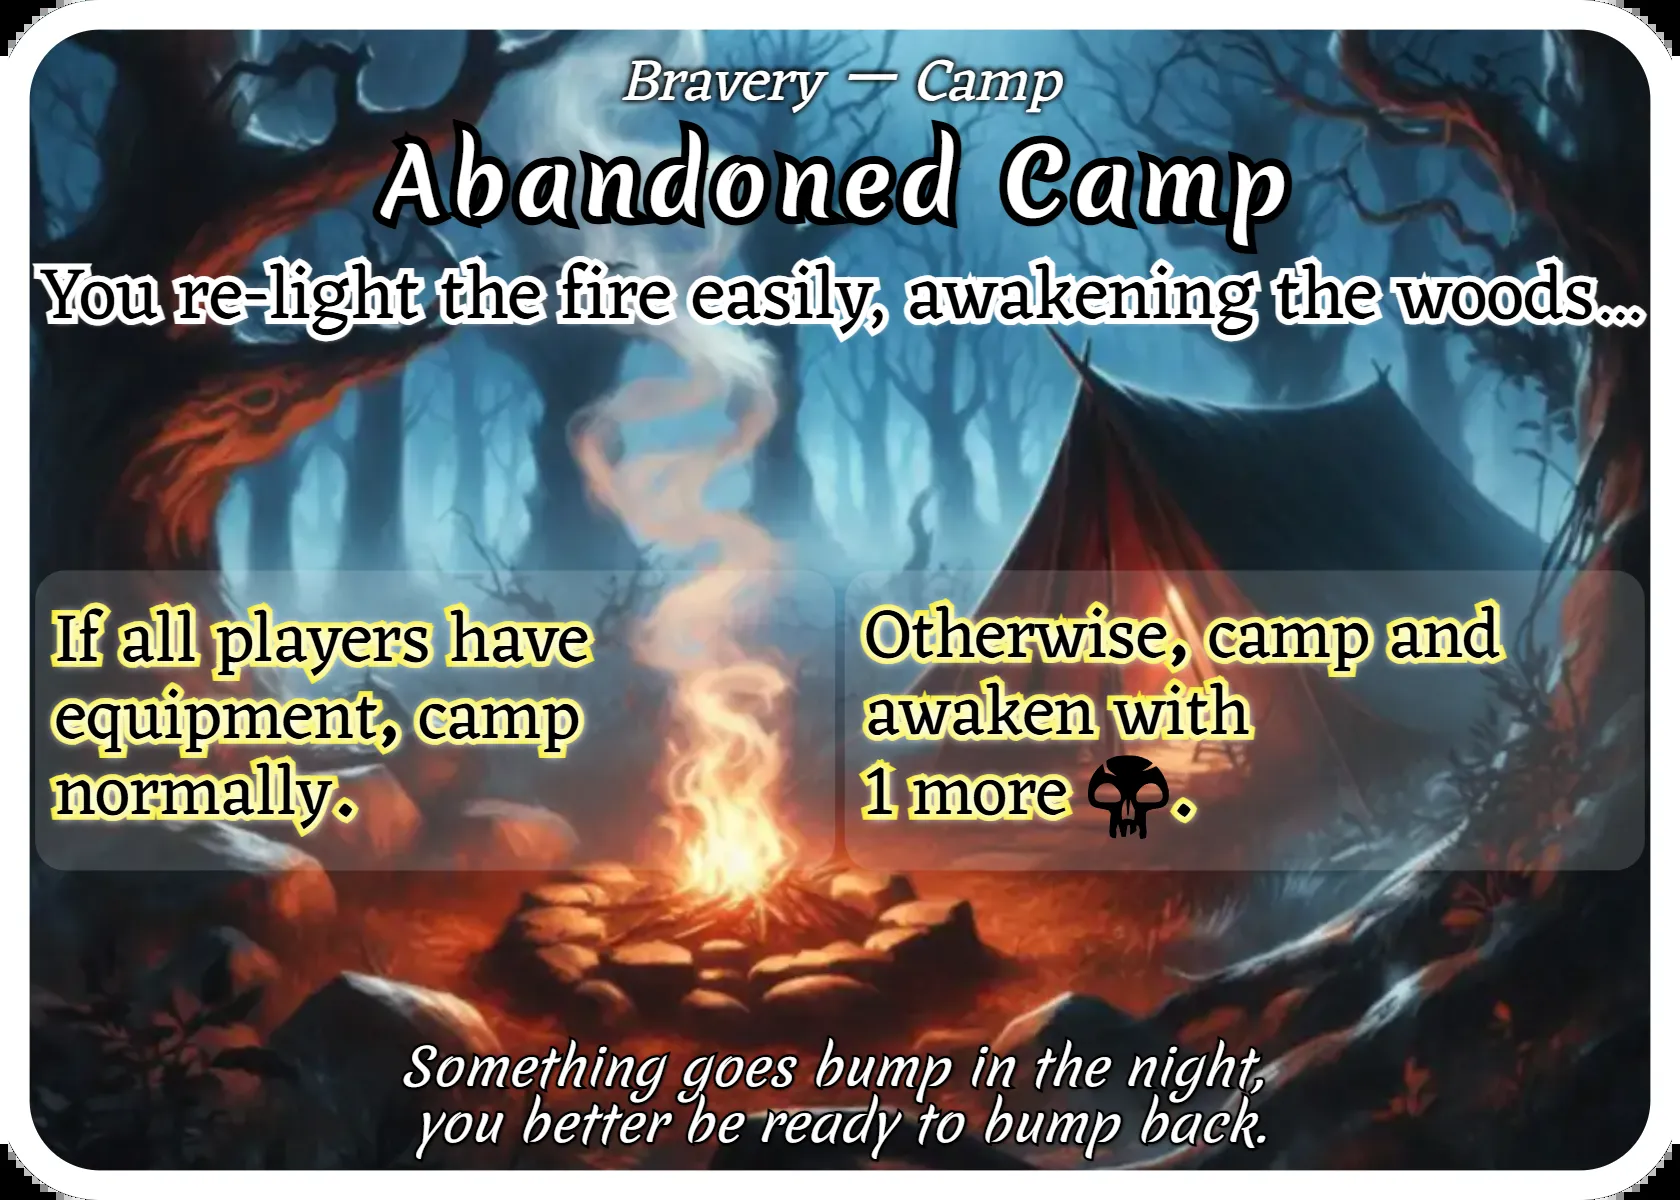 Bravery — Camp
Abandoned Camp
You re-light the fire easily, awakening the woods...
If all players have
equipment, camp
normally.
Otherwise, camp and
awaken with
1 more .
Something goes bump in the night,
you better be ready to bump back.